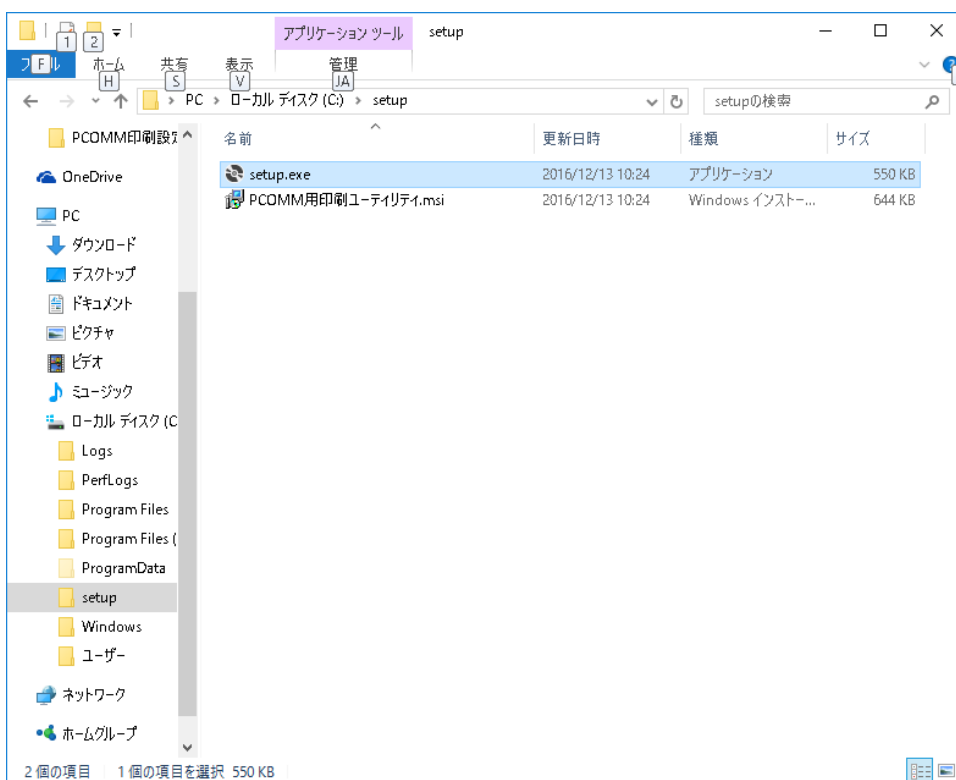 1 2 アプリケーション ツール setup
フ F ル ホーム 共有 表示 管理
H S V JA
PC ローカル ディスク (C:) setup setupの検索
名前 更新日時 種類 サイズ
setup.exe 2016/12/13 10:24 アプリケーション 550 KB
PCOMM用印刷ユーティリティ.msi 2016/12/13 10:24 Windows インストー... 644 KB
PCOMM印刷設定
OneDrive
PC
ダウンロード
デスクトップ
ドキュメント
ピクチャ
ビデオ
ミュージック
ローカル ディスク (C
Logs
PerfLogs
Program Files
Program Files (
ProgramData
setup
Windows
ユーザー
ネットワーク
ホームグループ
2 個の項目 1 個の項目を選択 550 KB